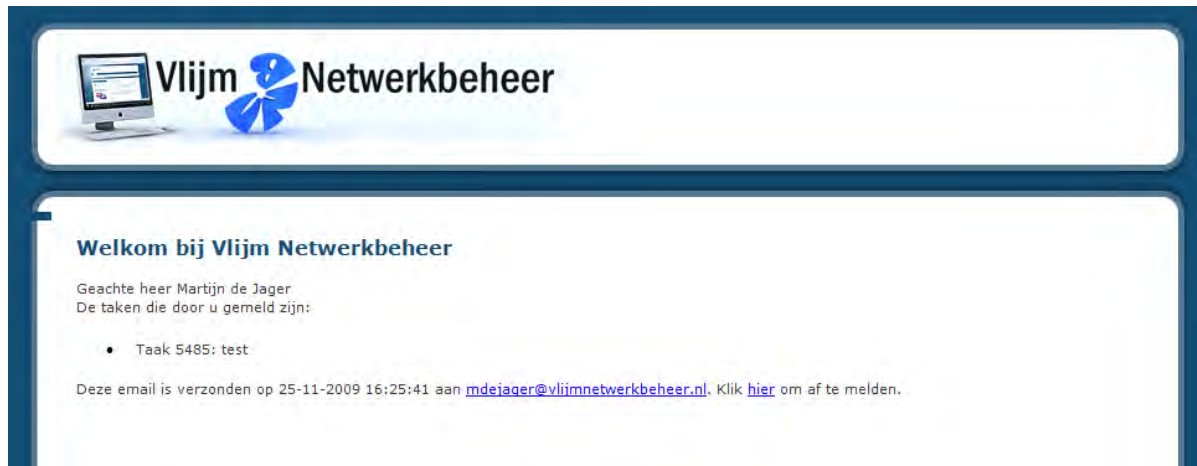 Vlijm Netwerkbeheer
Welkom bij Vlijm Netwerkbeheer
Geachte heer Martijn de Jager
De taken die door u gemeld zijn:
• Taak 5485: test
Deze email is verzonden op 25-11-2009 16:25:41 aan mdejager@vlijmnetwerkbeheer.nl. Klik hier om af te melden.